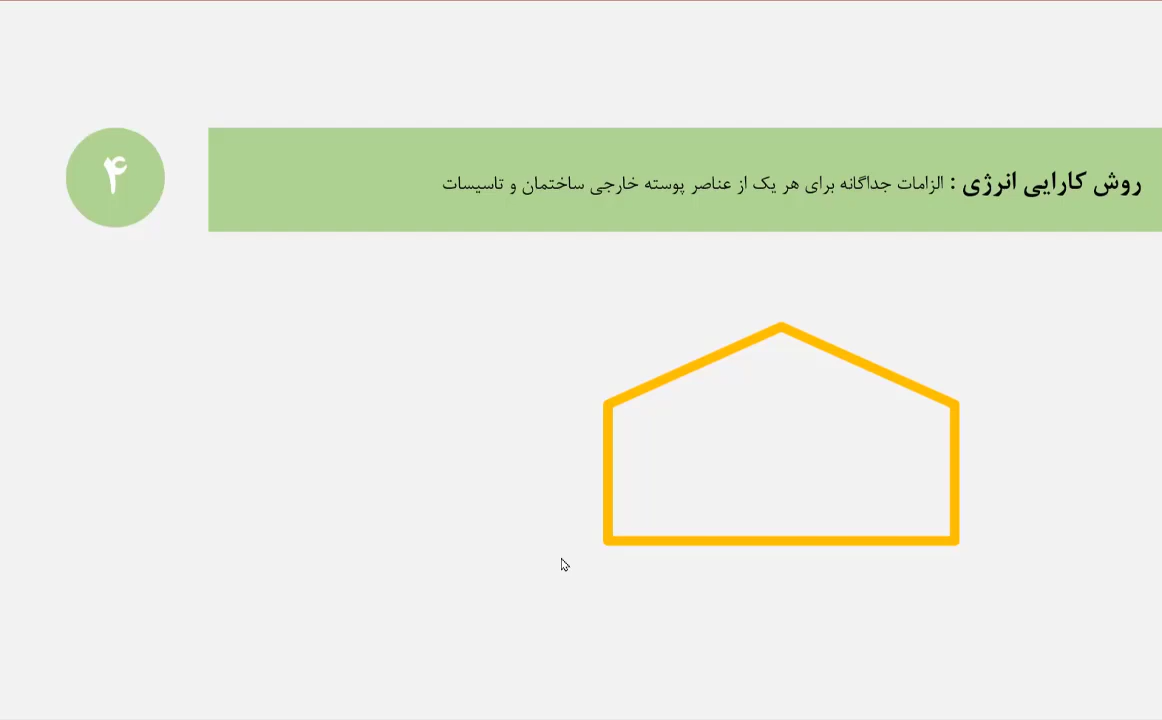 روش کارایی انرژی : الزامات جداگانه برای هر یک از عناصر پوسته خارجی ساختمان و تاسیسات
۴